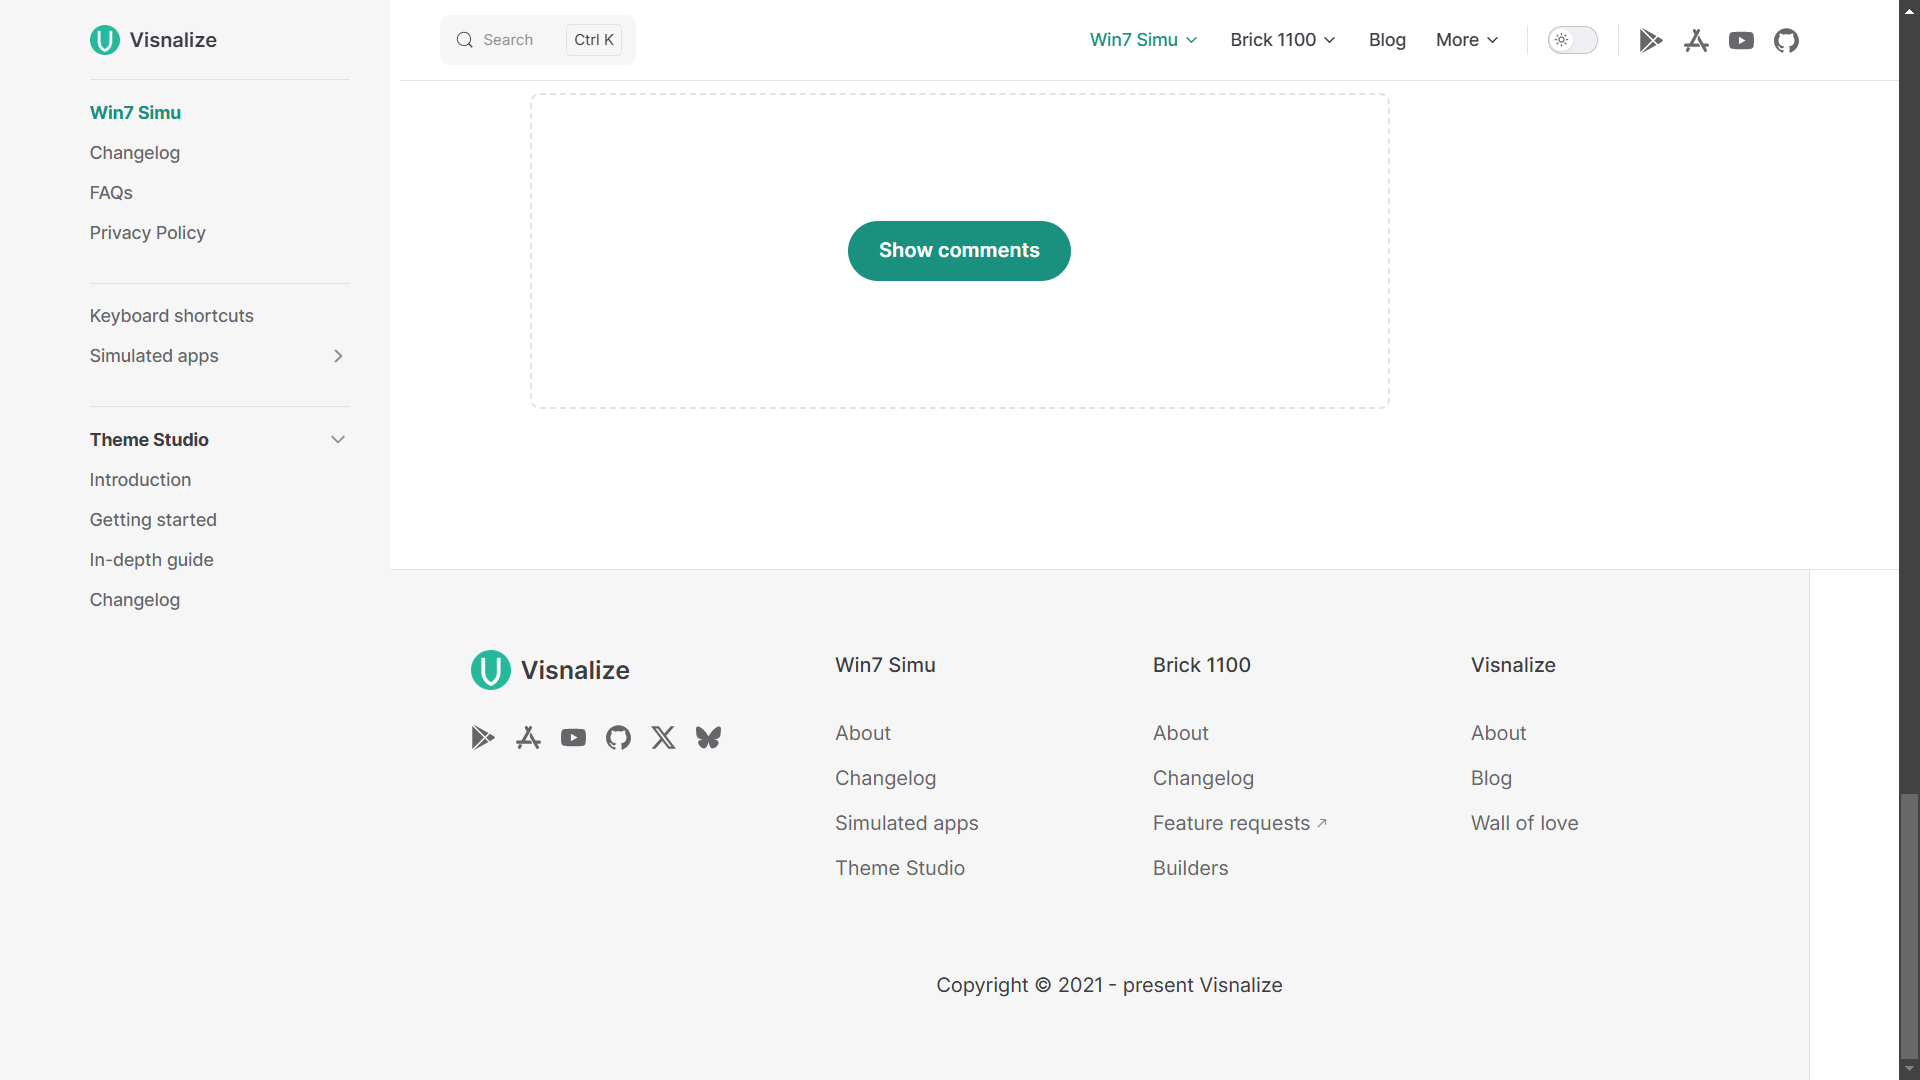 Visnalize
Search Ctrl K
Win7 Simu
Brick 1100
Blog
More
Win7 Simu
Changelog
FAQs
Privacy Policy
Keyboard shortcuts
Simulated apps
Theme Studio
Introduction
Getting started
In-depth guide
Changelog
Show comments
Visnalize
Win7 Simu
About
Changelog
Simulated apps
Theme Studio
Brick 1100
About
Changelog
Feature requests
Builders
Visnalize
About
Blog
Wall of love
Copyright © 2021 - present Visnalize